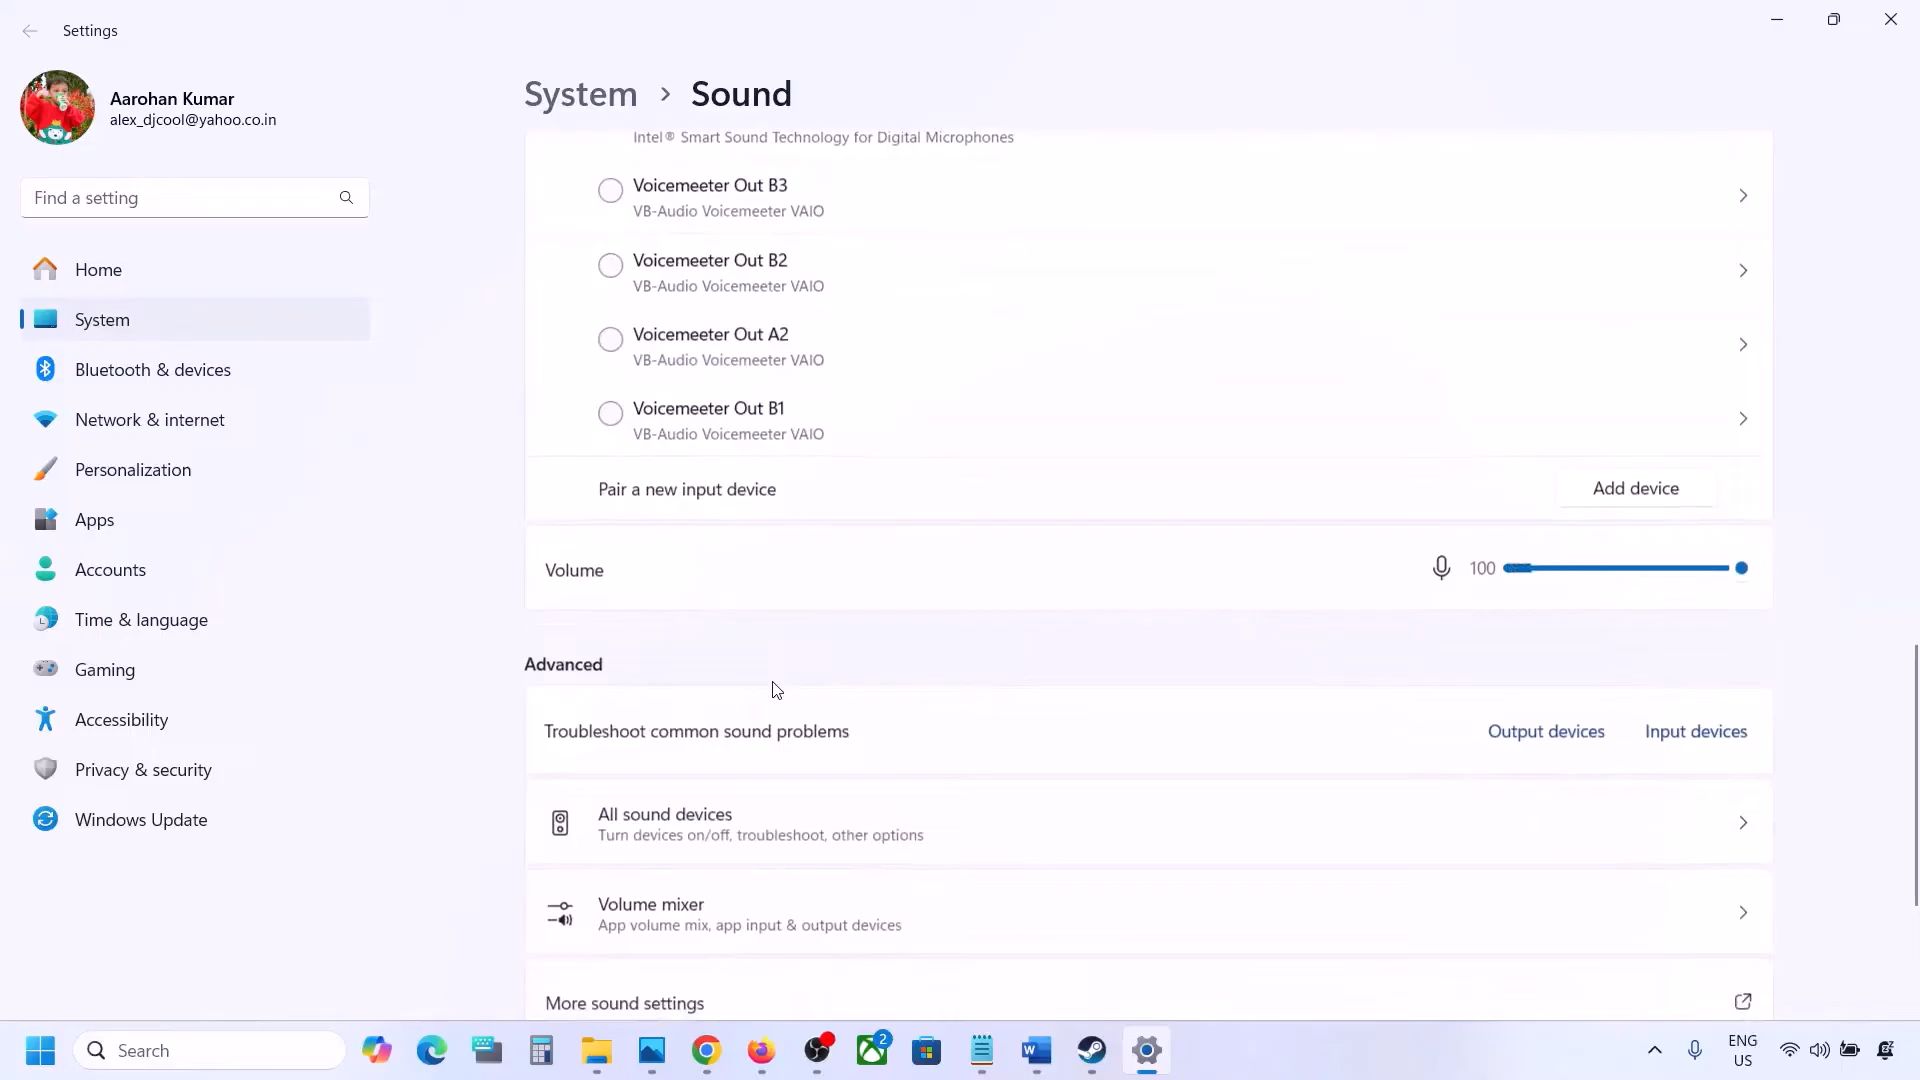 Settings
Aarohan Kumar
alex_djcool@yahoo.co.in
Find a setting
Home
System
Bluetooth & devices
Network & internet
Personalization
Apps
Accounts
Time & language
Gaming
Accessibility
Privacy & security
Windows Update
System > Sound
Intel® Smart Sound Technology for Digital Microphones
Voicemeeter Out B3
VB-Audio Voicemeeter VAIO
Voicemeeter Out B2
VB-Audio Voicemeeter VAIO
Voicemeeter Out A2
VB-Audio Voicemeeter VAIO
Voicemeeter Out B1
VB-Audio Voicemeeter VAIO
Pair a new input device Add device
Volume 100
Advanced
Troubleshoot common sound problems Output devices Input devices
All sound devices
Turn devices on/off, troubleshoot, other options
Volume mixer
App volume mix, app input & output devices
More sound settings
Search
2
ENG
US